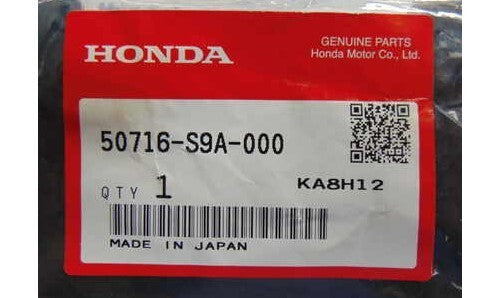 HONDA
GENUINE PARTS
Honda Motor Co., Ltd.
50716-S9A-000
QTY 1
KA8H12
MADE IN JAPAN